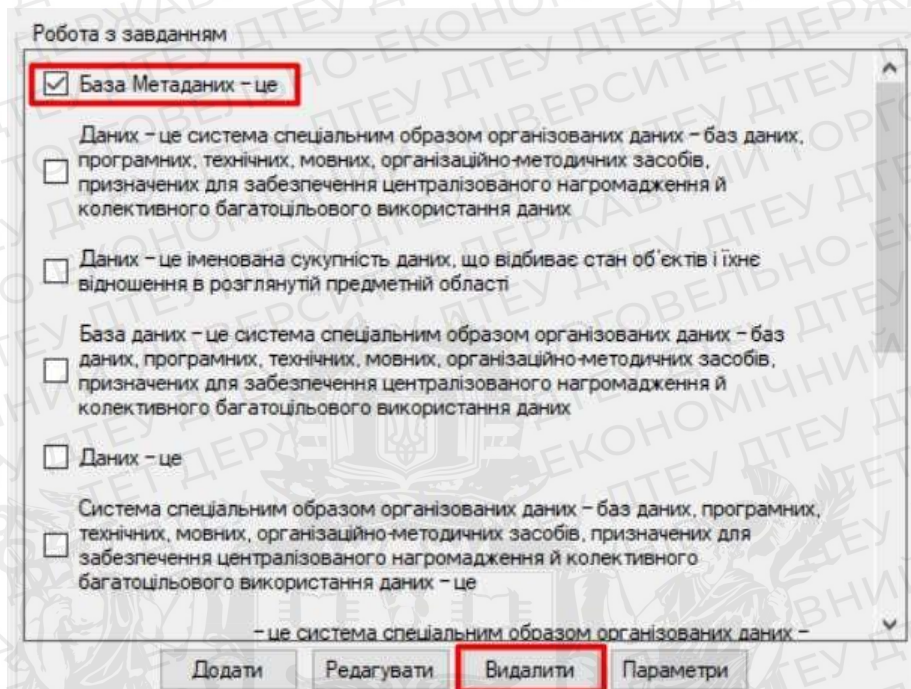 Робота з завданням
База Метаданих – це
Даних – це система спеціальним образом організованих даних – баз даних,
програмних, технічних, мовних, організаційно-методичних засобів,
призначених для забезпечення централізованого нагромадження й
колективного багатоцільового використання даних
Даних – це іменована сукупність даних, що відбиває стан об'єктів і їхнє
відношення в розглянутій предметній області
База даних – це система спеціальним образом організованих даних – баз
даних, програмних, технічних, мовних, організаційно-методичних засобів,
призначених для забезпечення централізованого нагромадження й
колективного багатоцільового використання даних
Даних – це
Система спеціальним образом організованих даних – баз даних, програмних,
технічних, мовних, організаційно-методичних засобів, призначених для
забезпечення централізованого нагромадження й колективного
багатоцільового використання даних – це
– це система спеціальним образом організованих даних –
Додати Редагувати Видалити Параметри